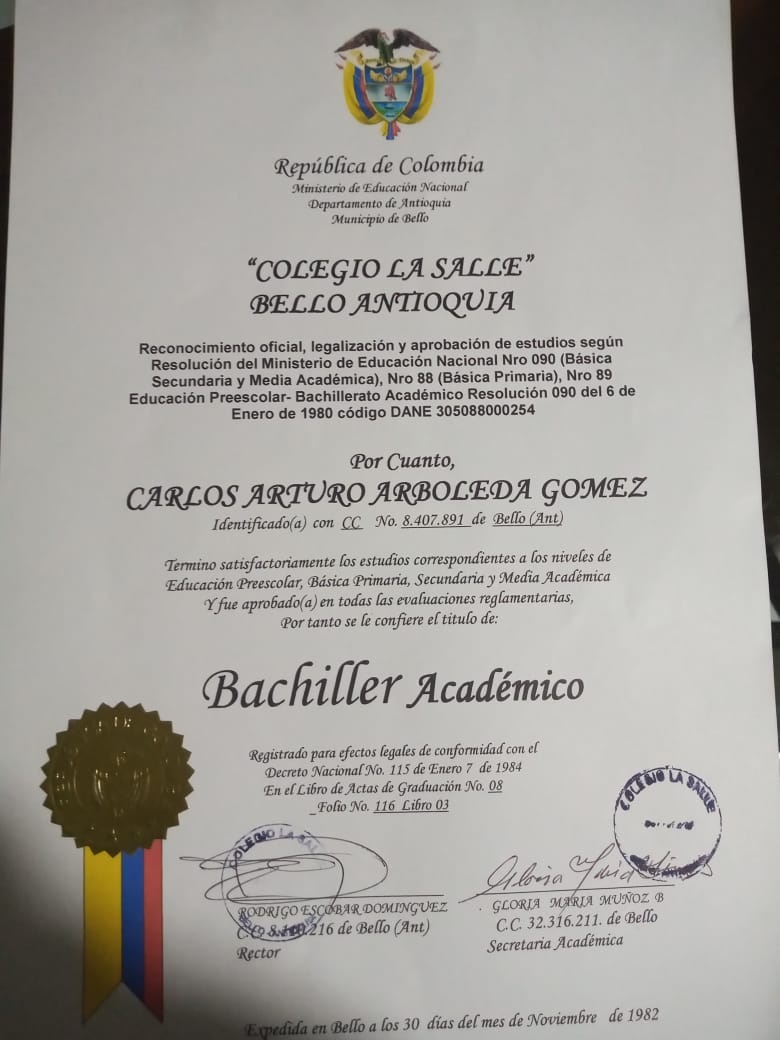 República de Colombia
Ministerio de Educación Nacional
Departamento de Antioquia
Municipio de Bello
“COLEGIO LA SALLE”
BELLO ANTIOQUIA
Reconocimiento oficial, legalización y aprobación de estudios según
Resolución del Ministerio de Educación Nacional Nro 090 (Básica
Secundaria y Media Académica), Nro 88 (Básica Primaria), Nro 89
Educación Preescolar- Bachillerato Académico Resolución 090 del 6 de
Enero de 1980 código DANE 305088000254
Por Cuanto,
CARLOS ARTURO ARBOLEDA GOMEZ
Identificado(a) con CC No. 8.407.891 de Bello (Ant)
Termino satisfactoriamente los estudios correspondientes a los niveles de
Educación Preescolar, Básica Primaria, Secundaria y Media Académica
Y fue aprobado(a) en todas las evaluaciones reglamentarias,
Por tanto se le confiere el titulo de:
Bachiller Académico
Registrado para efectos legales de conformidad con el
Decreto Nacional No. 115 de Enero 7 de 1984
En el Libro de Actas de Graduación No. 08
_Folio No. 116 Libro 03
COLEGIO LA SAL
COLEGIO LA SALLE
Gloria Maria
RODRIGO ESCOBAR DOMINGUEZ
C.C. 216 de Bello (Ant)
Rector
. GLORIA MARIA MUÑOZ B
C.C. 32.316.211. de Bello
Secretaria Académica
Expedida en Bello a los 30 días del mes de Noviembre de 1982